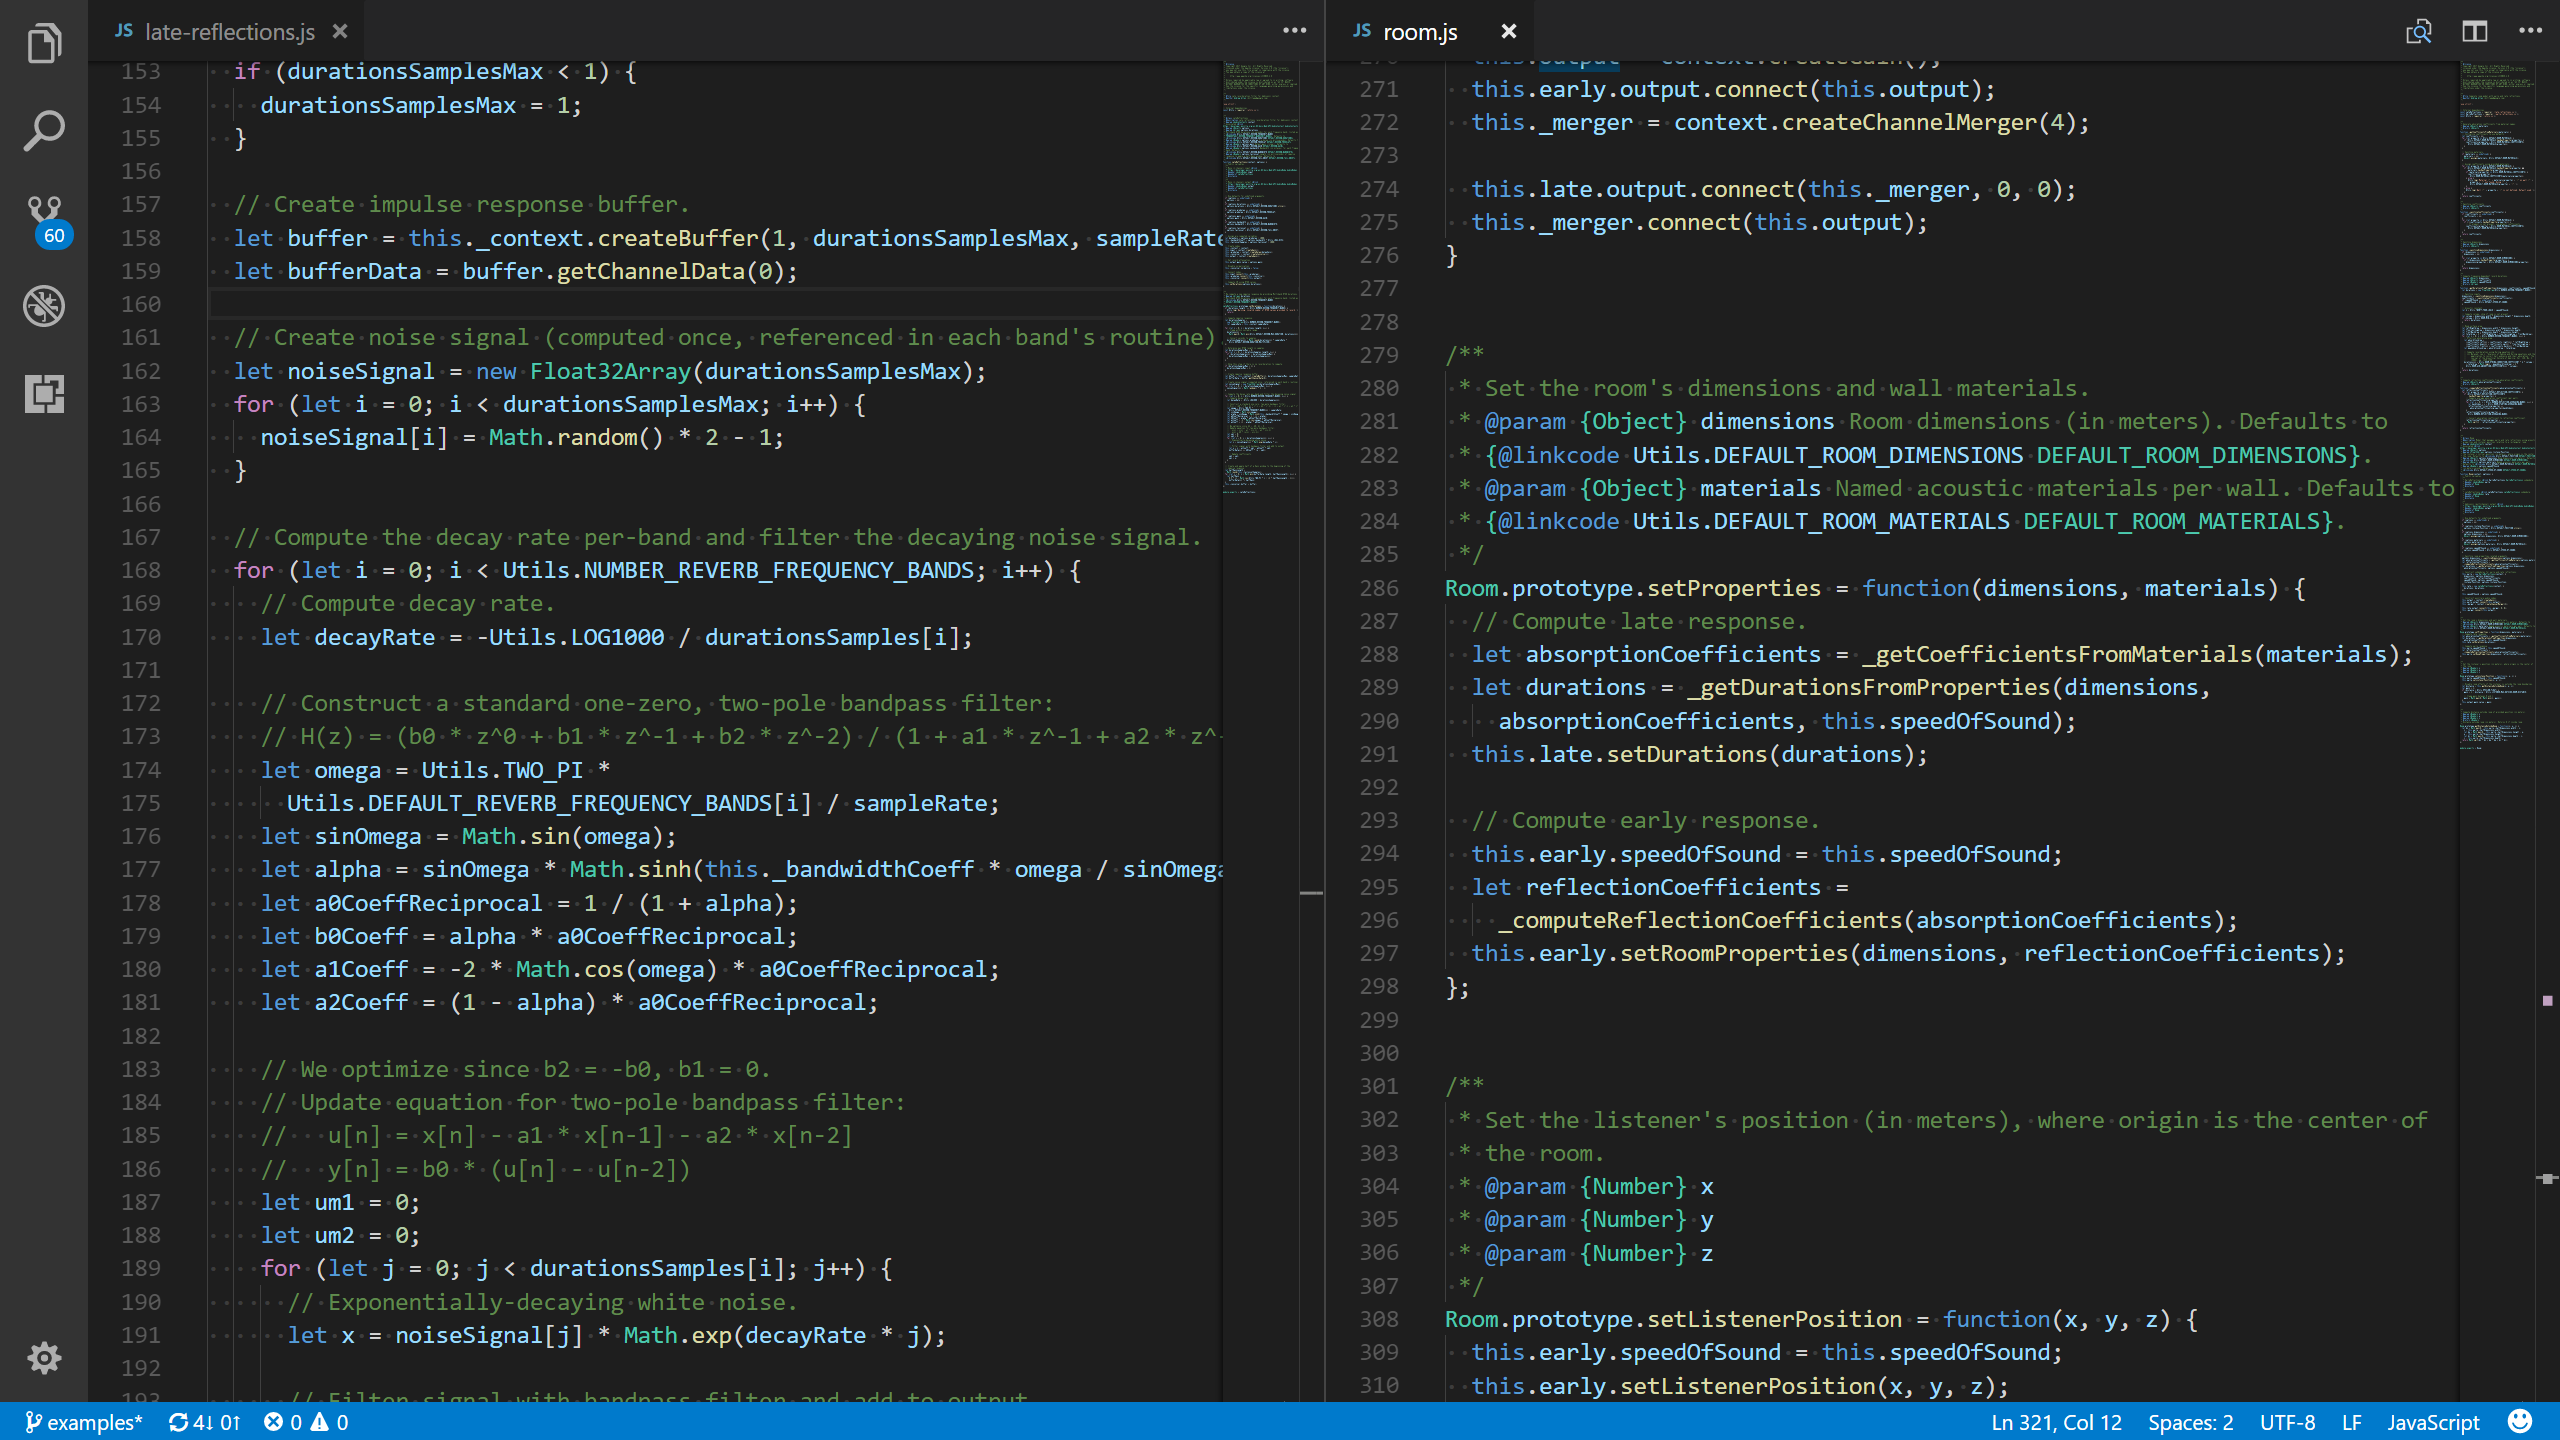 JS late-reflections.js ×
153 if (durationsSamplesMax < 1) {
154 durationsSamplesMax = 1;
155 }
156
157 // Create impulse response buffer.
158 let buffer = this._context.createBuffer(1, durationsSamplesMax, sampleRate
159 let bufferData = buffer.getChannelData(0);
160
161 // Create noise signal (computed once, referenced in each band's routine)
162 let noiseSignal = new Float32Array(durationsSamplesMax);
163 for (let i = 0; i < durationsSamplesMax; i++) {
164 noiseSignal[i] = Math.random() * 2 - 1;
165 }
166
167 // Compute the decay rate per-band and filter the decaying noise signal.
168 for (let i = 0; i < Utils.NUMBER_REVERB_FREQUENCY_BANDS; i++) {
169 // Compute decay rate.
170 let decayRate = -Utils.LOG1000 / durationsSamples[i];
171
172 // Construct a standard one-zero, two-pole bandpass filter:
173 // H(z) = (b0 * z^0 + b1 * z^-1 + b2 * z^-2) / (1 + a1 * z^-1 + a2 * z^-
174 let omega = Utils.TWO_PI *
175 Utils.DEFAULT_REVERB_FREQUENCY_BANDS[i] / sampleRate;
176 let sinOmega = Math.sin(omega);
177 let alpha = sinOmega * Math.sinh(this._bandwidthCoeff * omega / sinOmega
178 let a0CoeffReciprocal = 1 / (1 + alpha);
179 let b0Coeff = alpha * a0CoeffReciprocal;
180 let a1Coeff = -2 * Math.cos(omega) * a0CoeffReciprocal;
181 let a2Coeff = (1 - alpha) * a0CoeffReciprocal;
182
183 // We optimize since b2 = -b0, b1 = 0.
184 // Update equation for two-pole bandpass filter:
185 // u[n] = x[n] - a1 * x[n-1] - a2 * x[n-2]
186 // y[n] = b0 * (u[n] - u[n-2])
187 let um1 = 0;
188 let um2 = 0;
189 for (let j = 0; j < durationsSamples[i]; j++) {
190 // Exponentially-decaying white noise.
191 let x = noiseSignal[j] * Math.exp(decayRate * j);
192
193 // Filter signal with bandpass filter and add to output
JS room.js ×
270 this.output = context.createGain();
271 this.early.output.connect(this.output);
272 this._merger = context.createChannelMerger(4);
273
274 this.late.output.connect(this._merger, 0, 0);
275 this._merger.connect(this.output);
276 }
277
278
279 /**
280 * Set the room's dimensions and wall materials.
281 * @param {Object} dimensions Room dimensions (in meters). Defaults to
282 * {@linkcode Utils.DEFAULT_ROOM_DIMENSIONS DEFAULT_ROOM_DIMENSIONS}.
283 * @param {Object} materials Named acoustic materials per wall. Defaults to
284 * {@linkcode Utils.DEFAULT_ROOM_MATERIALS DEFAULT_ROOM_MATERIALS}.
285 */
286 Room.prototype.setProperties = function(dimensions, materials) {
287 // Compute late response.
288 let absorptionCoefficients = _getCoefficientsFromMaterials(materials);
289 let durations = _getDurationsFromProperties(dimensions,
290 absorptionCoefficients, this.speedOfSound);
291 this.late.setDurations(durations);
292
293 // Compute early response.
294 this.early.speedOfSound = this.speedOfSound;
295 let reflectionCoefficients =
296 _computeReflectionCoefficients(absorptionCoefficients);
297 this.early.setRoomProperties(dimensions, reflectionCoefficients);
298 };
299
300
301 /**
302 * Set the listener's position (in meters), where origin is the center of
303 * the room.
304 * @param {Number} x
305 * @param {Number} y
306 * @param {Number} z
307 */
308 Room.prototype.setListenerPosition = function(x, y, z) {
309 this.early.speedOfSound = this.speedOfSound;
310 this.early.setListenerPosition(x, y, z);
60
examples* 4↓ 0↑ 0 0
Ln 321, Col 12 Spaces: 2 UTF-8 LF JavaScript